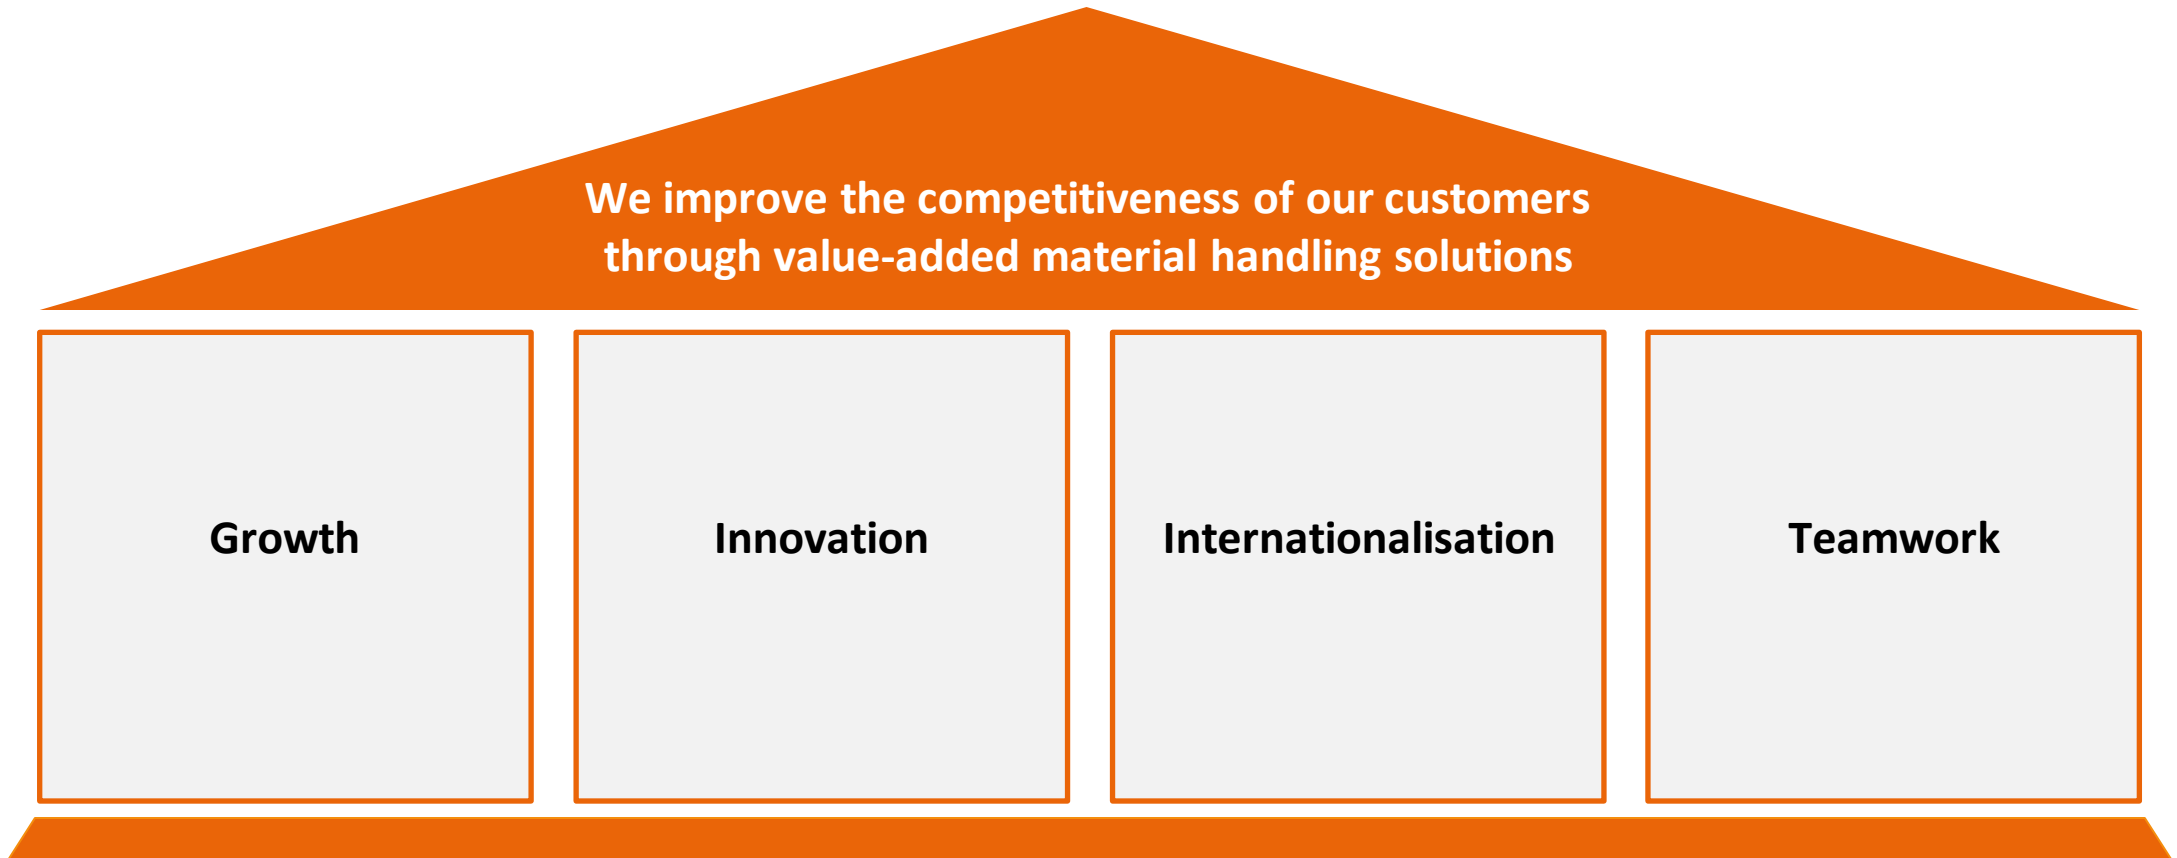 We improve the competitiveness of our customers
through value-added material handling solutions
Growth
Innovation
Internationalisation
Teamwork